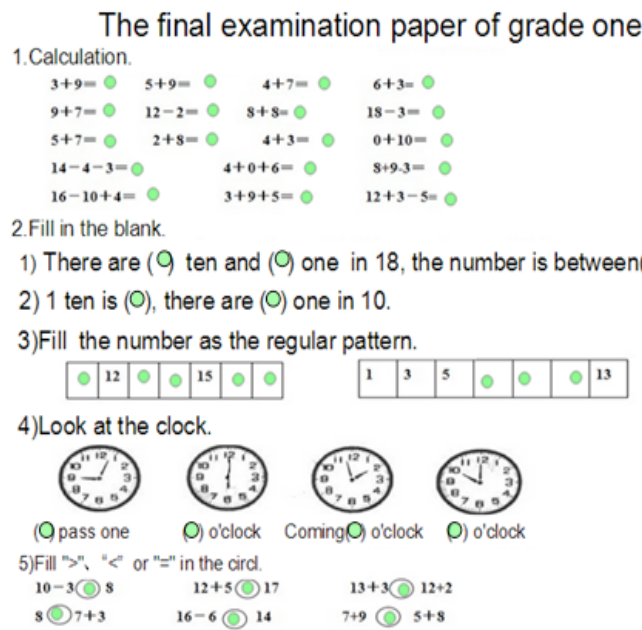 The final examination paper of grade one
1.Calculation.
3+9= 5+9= 4+7= 6+3=
9+7= 12-2= 8+8= 18-3=
5+7= 2+8= 4+3= 0+10=
14-4-3= 4+0+6= 8+9-3=
16-10+4= 3+9+5= 12+3-5=
2.Fill in the blank.
1) There are ( ) ten and ( ) one in 18, the number is between(
2) 1 ten is ( ), there are ( ) one in 10.
3)Fill the number as the regular pattern.
12 15 1 3 5 13
4)Look at the clock.
( ) pass one ( ) o'clock Coming( ) o'clock ( ) o'clock
5)Fill ">"、"<" or "=" in the circl.
10-3 8 12+5 17 13+3 12+2
8 7+3 16-6 14 7+9 5+8